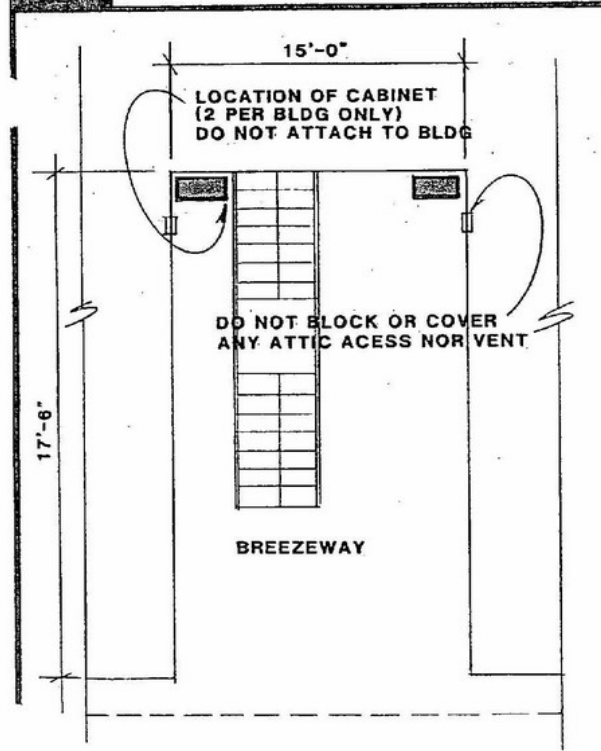 15'-0"
LOCATION OF CABINET
(2 PER BLDG ONLY)
DO NOT ATTACH TO BLDG
DO NOT BLOCK OR COVER
ANY ATTIC ACESS NOR VENT
17'-6"
BREEZEWAY